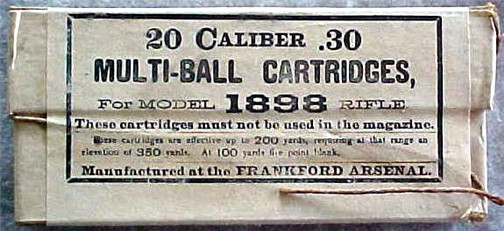 20 CALIBER .30
MULTI-BALL CARTRIDGES,
For MODEL 1898 RIFLE
These cartridges must not be used in the magazine.
These cartridges are effective up to 200 yards, requiring at that range an
elevation of 350 yards. At 100 yards fire point blank.
Manufactured at the FRANKFORD ARSENAL.